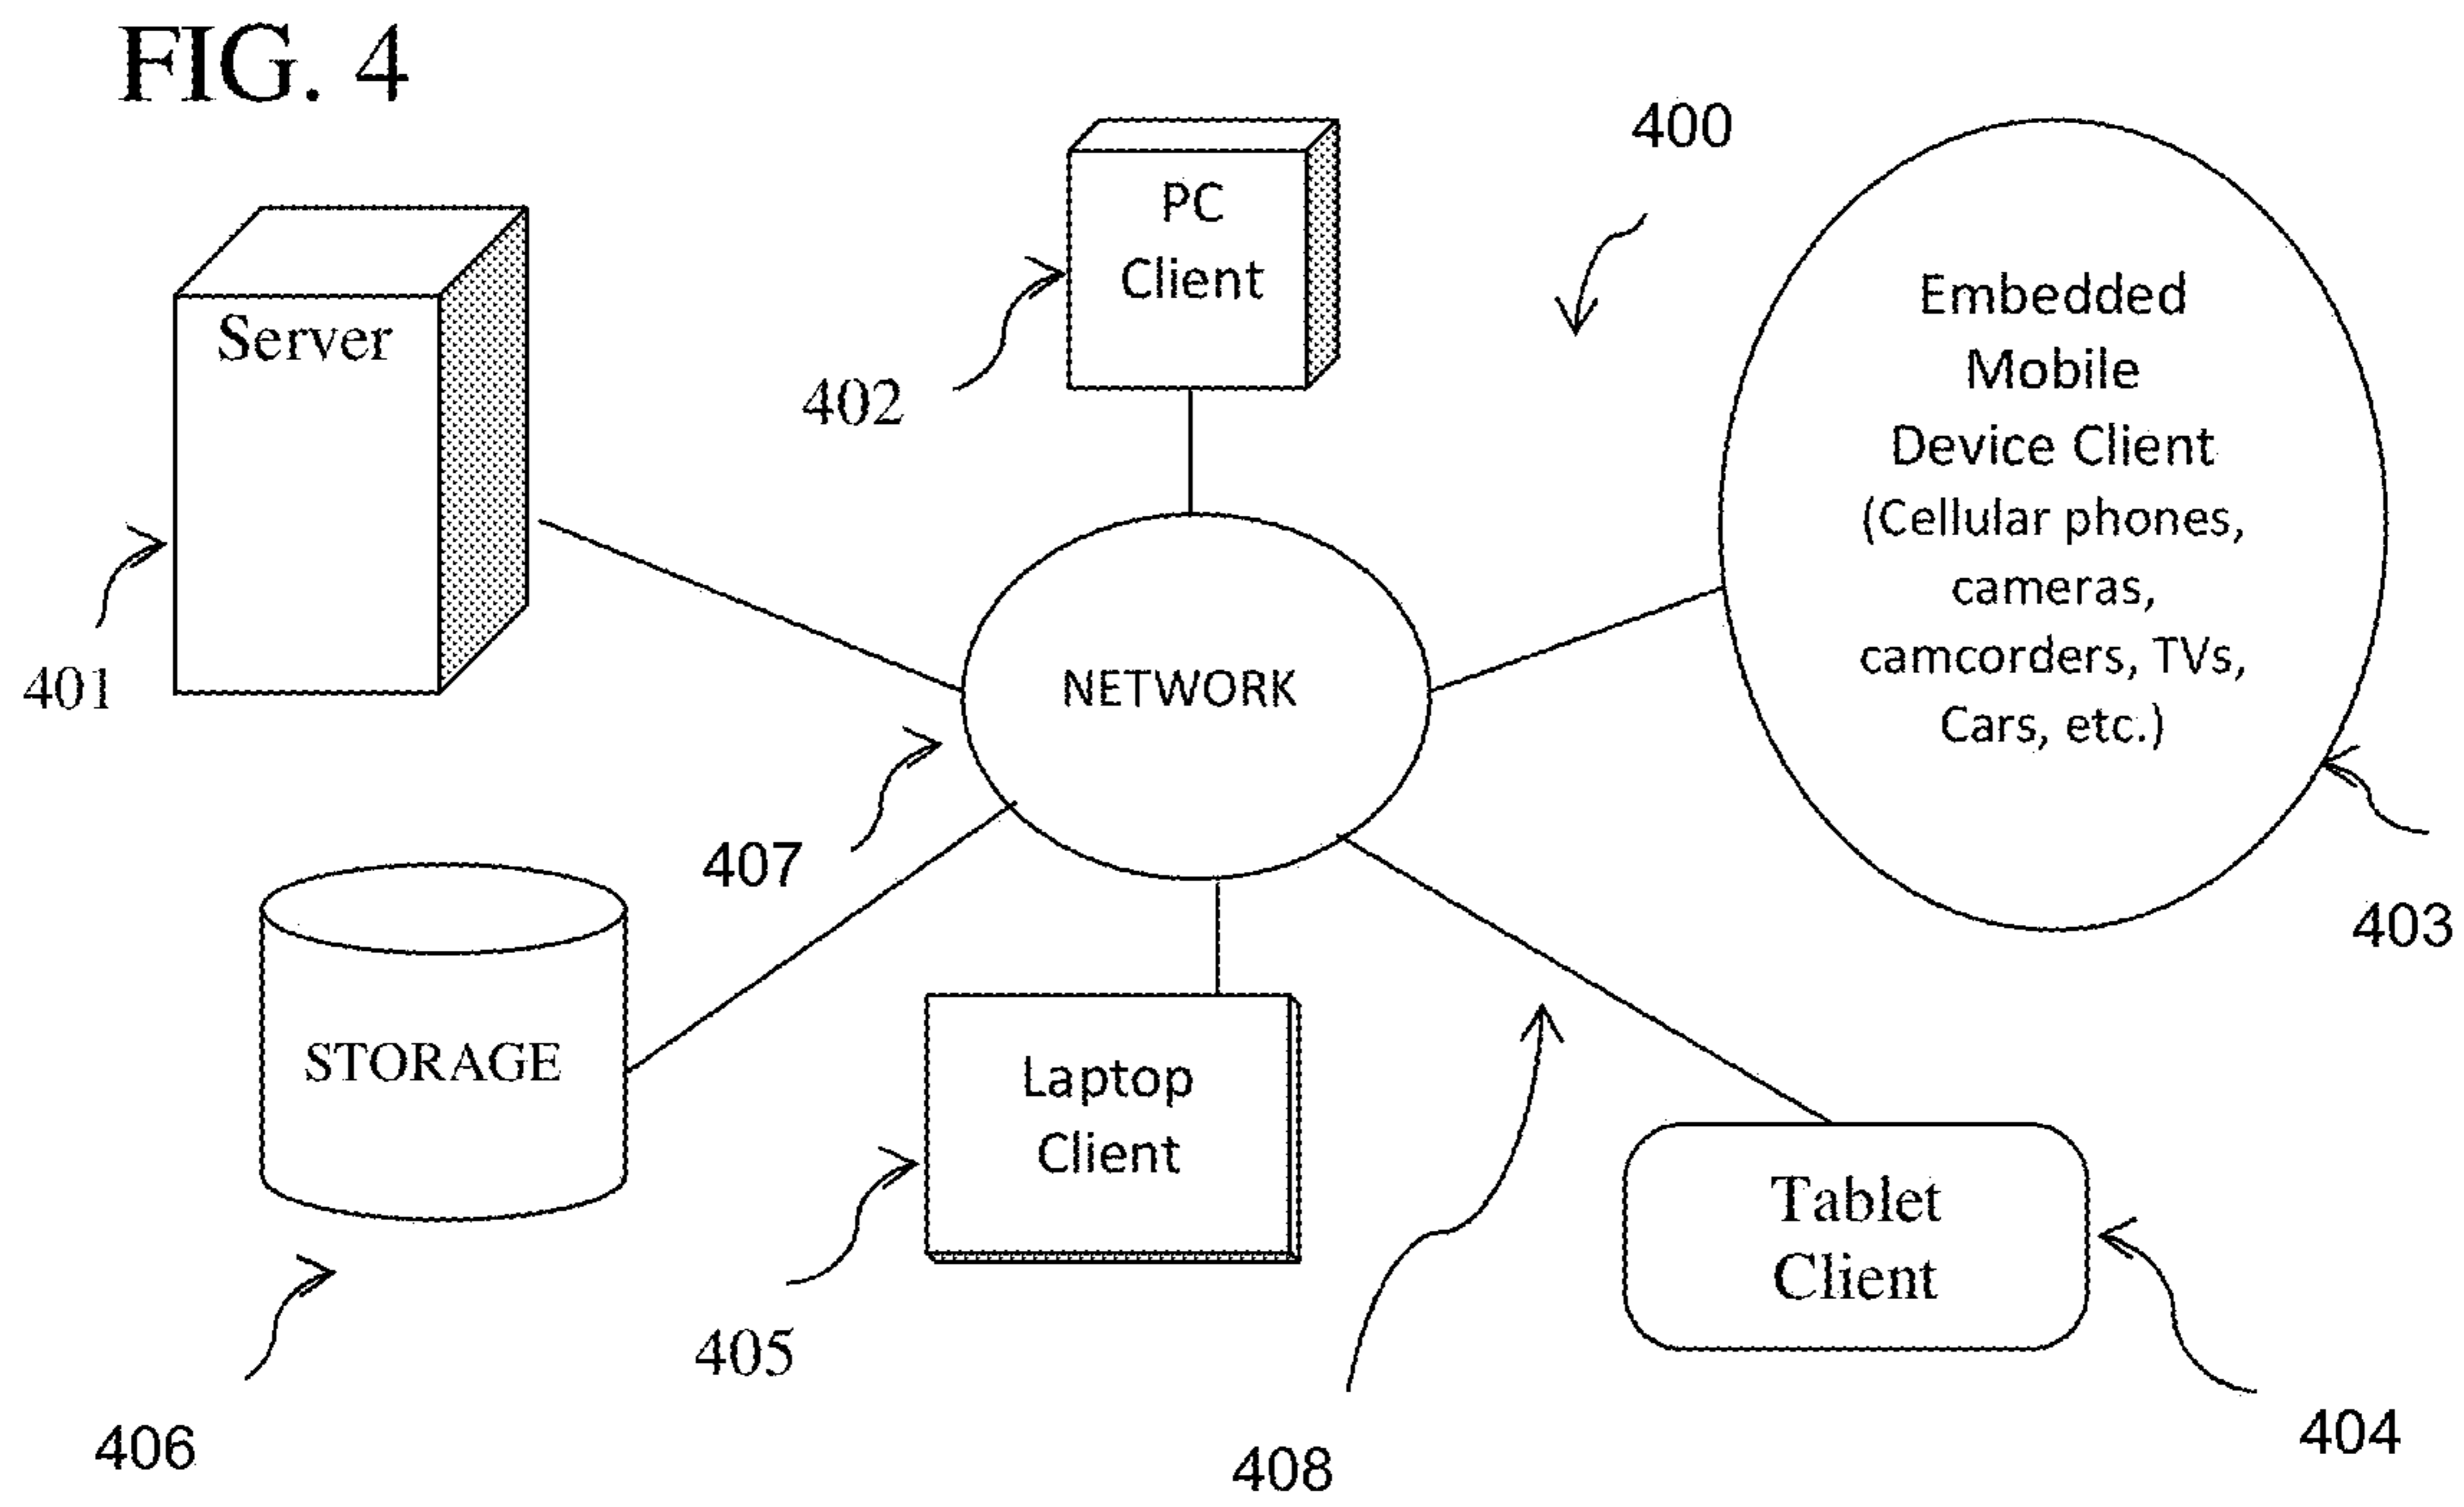 FIG. 4
400
PC
Client
402
Server
401
Embedded
Mobile
Device Client
(Cellular phones,
cameras,
camcorders, TVs,
Cars, etc.)
403
NETWORK
407
STORAGE
406
Laptop
Client
405
408
Tablet
Client
404